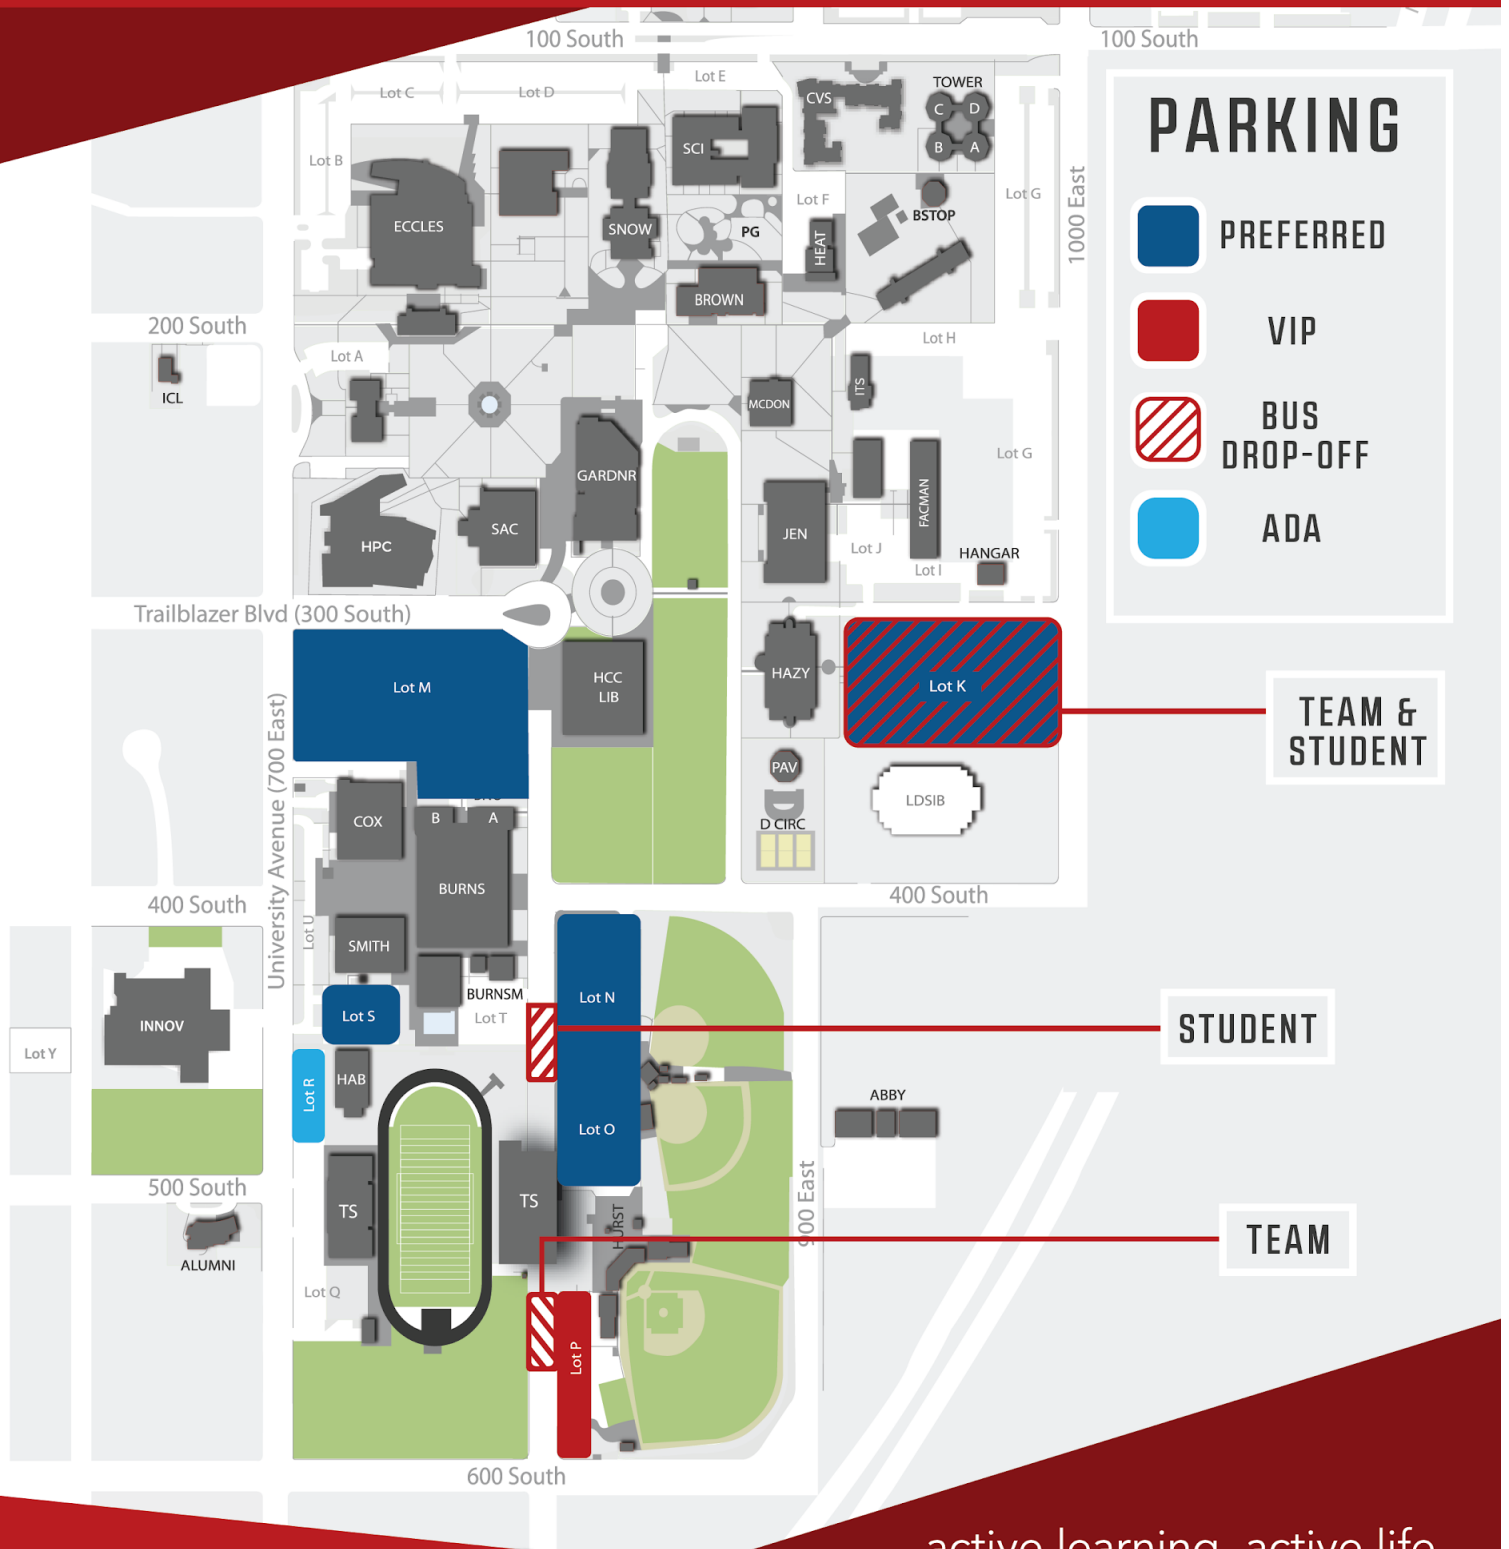 100 South
100 South
Lot E
Lot C
Lot D
CVS
TOWER
C
D
B
A
PARKING
SCI
Lot B
1000 East
Lot F
Lot G
BSTOP
ECCLES
SNOW
PG
HEAT
PREFERRED
BROWN
200 South
VIP
Lot H
Lot A
ICL
ITS
MCDON
BUS
DROP-OFF
GARDNR
Lot G
FACMAN
ADA
SAC
JEN
HPC
Lot J
HANGAR
Lot I
Trailblazer Blvd (300 South)
HCC
LIB
HAZY
Lot M
Lot K
TEAM &
STUDENT
University Avenue (700 East)
PAV
LDSIB
D CIRC
COX
B
A
BURNS
400 South
400 South
Lot U
SMITH
BURNSM
Lot N
Lot S
Lot T
INNOV
STUDENT
Lot Y
HAB
Lot R
ABBY
Lot O
500 South
TS
TS
HURST
900 East
TEAM
ALUMNI
Lot Q
Lot P
600 South
active learning. active life